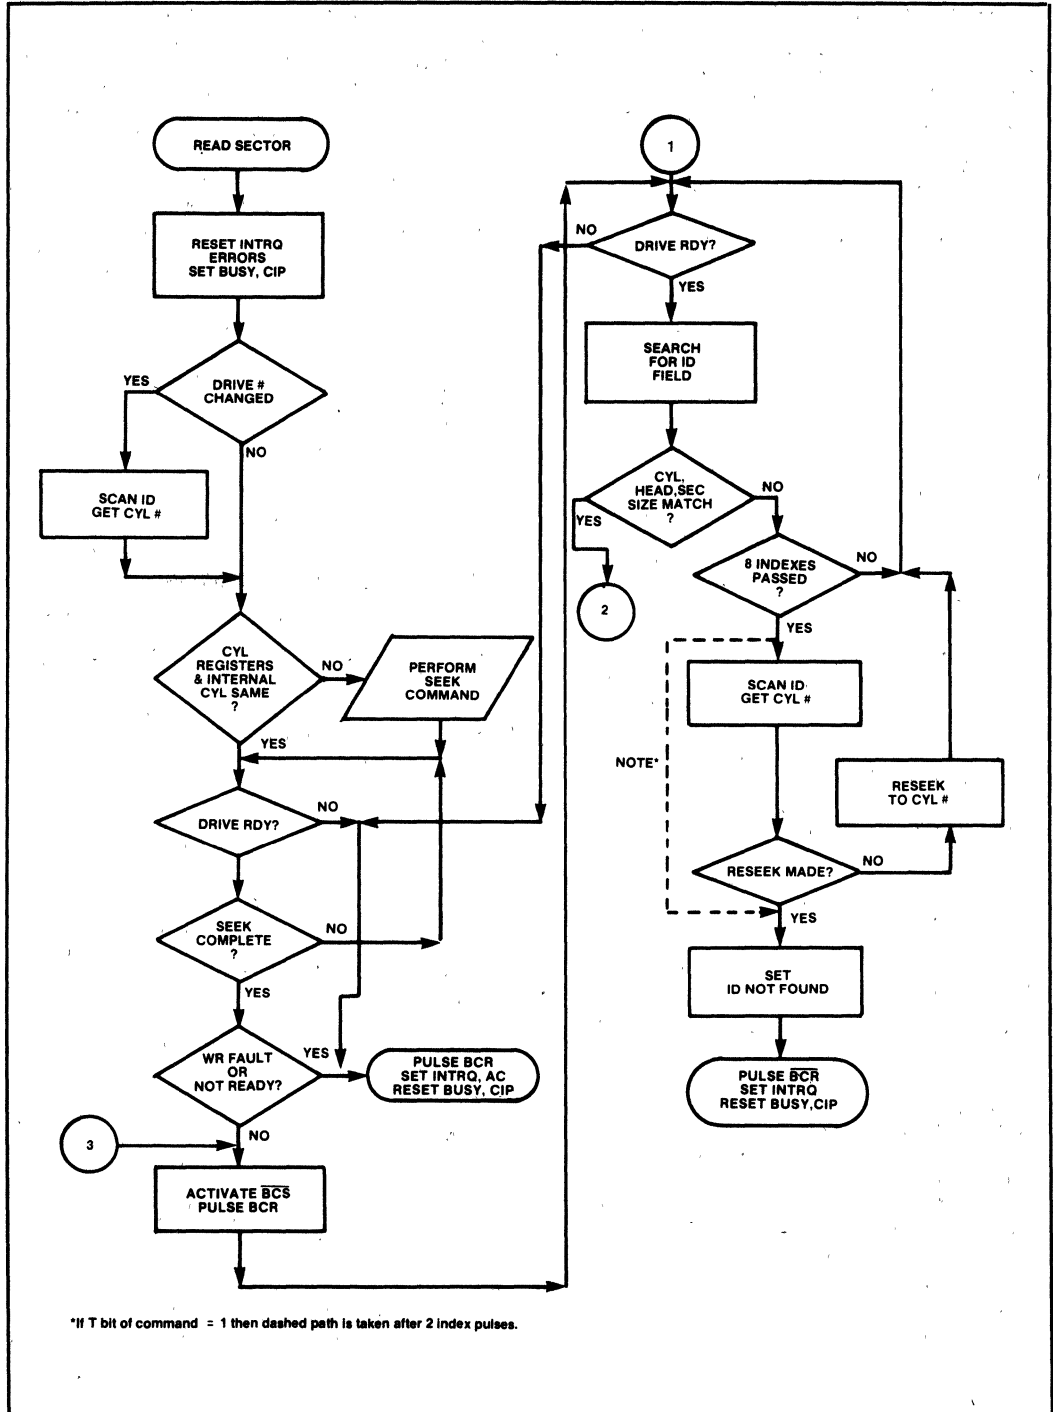 READ SECTOR
RESET INTRQ
ERRORS
SET BUSY, CIP
DRIVE #
CHANGED
YES
NO
SCAN ID
GET CYL #
CYL
REGISTERS
& INTERNAL
CYL SAME
?
NO
YES
PERFORM
SEEK
COMMAND
DRIVE RDY?
NO
SEEK
COMPLETE
?
NO
YES
WR FAULT
OR
NOT READY?
YES
NO
PULSE BCR
SET INTRQ, AC
RESET BUSY, CIP
3
ACTIVATE B̅C̅S̅
PULSE BCR
1
DRIVE RDY?
NO
YES
SEARCH
FOR ID
FIELD
CYL,
HEAD,SEC
SIZE MATCH
?
YES
NO
2
8 INDEXES
PASSED
?
NO
YES
SCAN ID
GET CYL #
NOTE*
RESEEK
TO CYL #
RESEEK MADE?
NO
YES
SET
ID NOT FOUND
PULSE B̅C̅R̅
SET INTRQ
RESET BUSY,CIP
*If T bit of command = 1 then dashed path is taken after 2 index pulses.